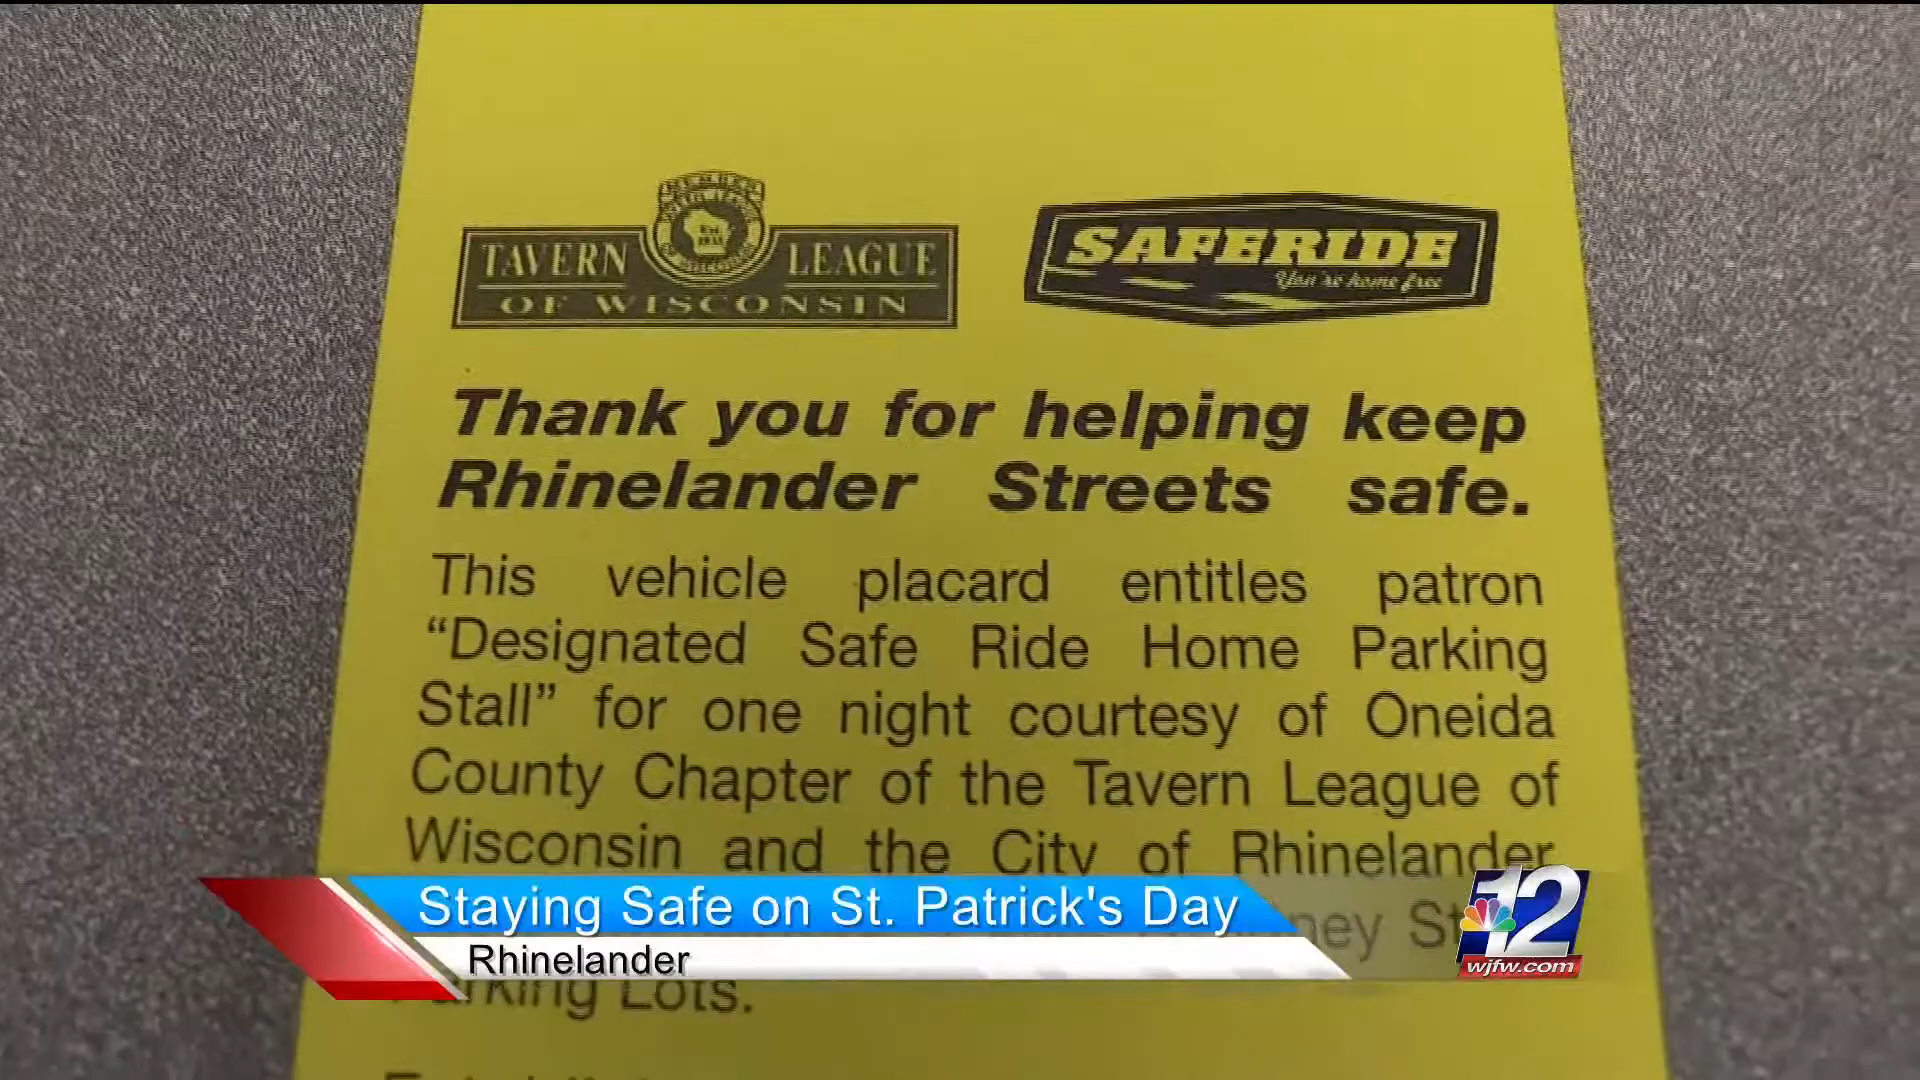 MEMBER
Est.
TAVERN LEAGUE
OF WISCONSIN
SAFERIDE
You're home free
Thank you for helping keep
Rhinelander Streets safe.
This vehicle placard entitles patron
“Designated Safe Ride Home Parking
Stall” for one night courtesy of Oneida
County Chapter of the Tavern League of
Wisconsin and the City of Rhinelander
Parking Lots.
Staying Safe on St. Patrick's Day
Rhinelander
12
wjfw.com